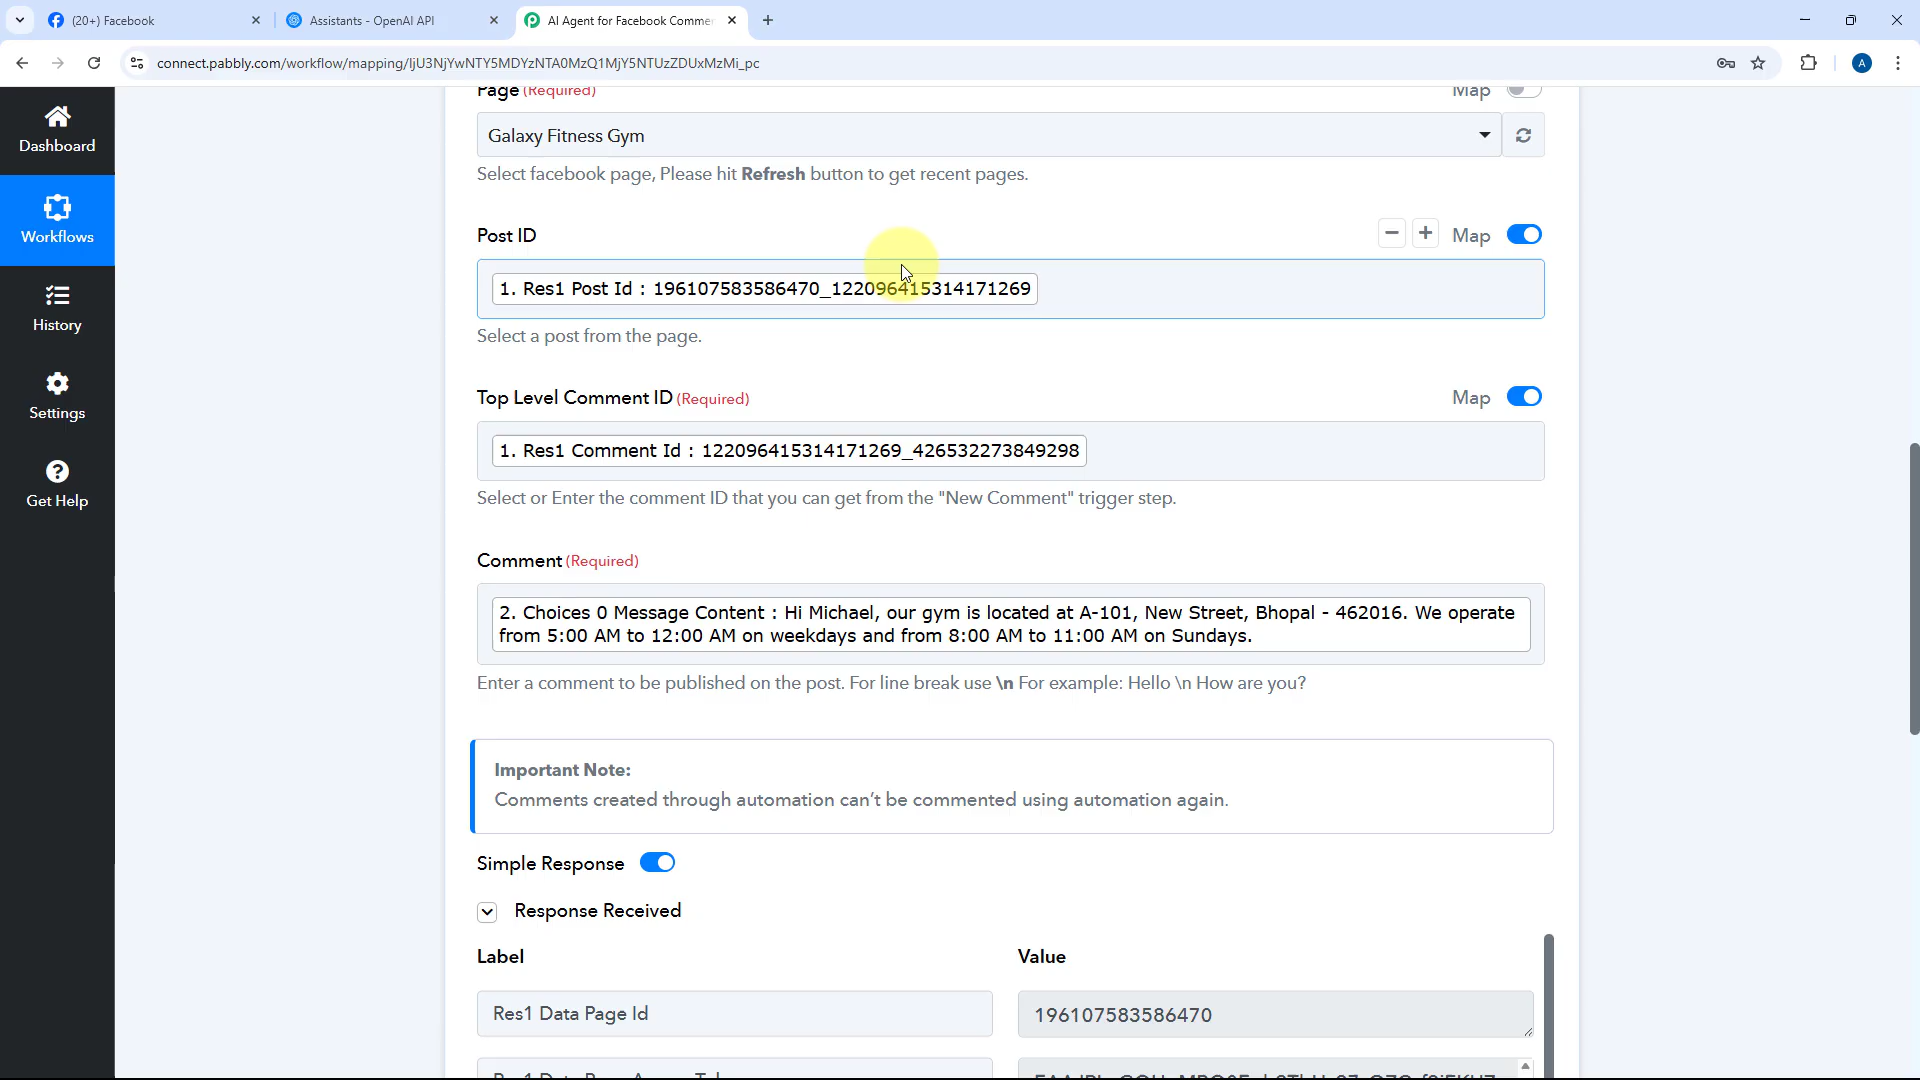 (20+) Facebook
Assistants - OpenAI API
AI Agent for Facebook Comme
connect.pabbly.com/workflow/mapping/IjU3NjYwNTY5MDYzNTA0MzQ1MjY5NTUzZDUxMzMi_pc
A
Dashboard
Workflows
History
Settings
Get Help
Page (Required)
Map
Galaxy Fitness Gym
Select facebook page, Please hit Refresh button to get recent pages.
Post ID
Map
1. Res1 Post Id : 196107583586470_122096415314171269
Select a post from the page.
Top Level Comment ID (Required)
Map
1. Res1 Comment Id : 122096415314171269_426532273849298
Select or Enter the comment ID that you can get from the "New Comment" trigger step.
Comment (Required)
2. Choices 0 Message Content : Hi Michael, our gym is located at A-101, New Street, Bhopal - 462016. We operate
from 5:00 AM to 12:00 AM on weekdays and from 8:00 AM to 11:00 AM on Sundays.
Enter a comment to be published on the post. For line break use \n For example: Hello \n How are you?
Important Note:
Comments created through automation can't be commented using automation again.
Simple Response
Response Received
Label
Value
Res1 Data Page Id
196107583586470